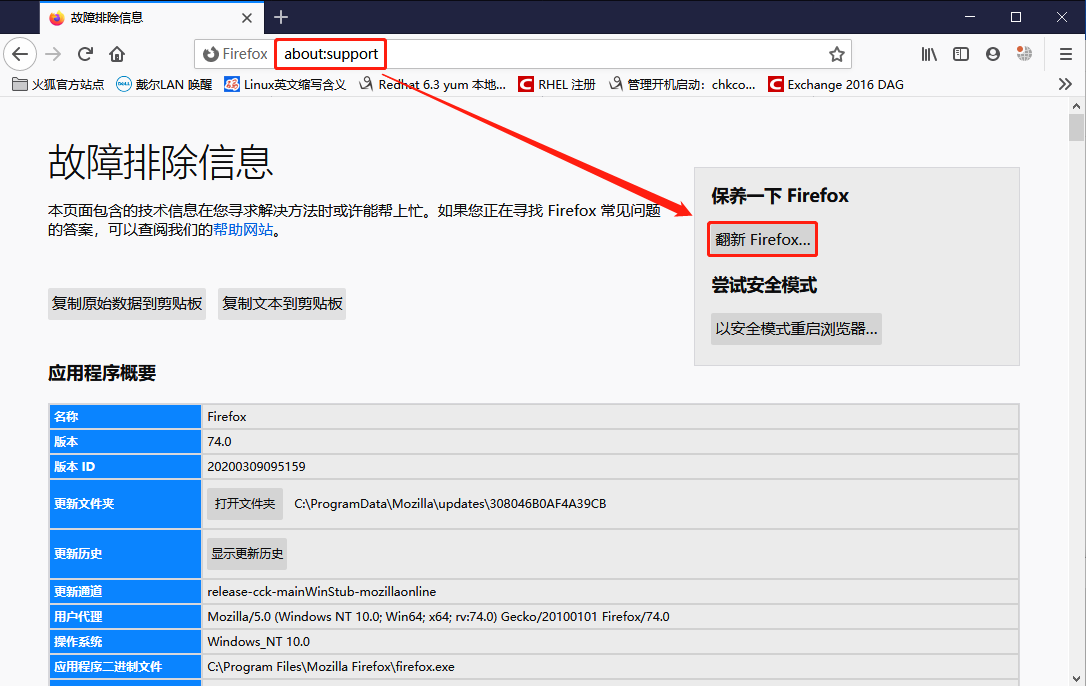 故障排除信息
Firefox about:support
火狐官方站点 戴尔LAN 唤醒 Linux英文缩写含义 Redhat 6.3 yum 本地... RHEL 注册 管理开机启动：chkco... Exchange 2016 DAG
故障排除信息
本页面包含的技术信息在您寻求解决方法时或许能帮上忙。如果您正在寻找 Firefox 常见问题
的答案，可以查阅我们的帮助网站。
复制原始数据到剪贴板 复制文本到剪贴板
保养一下 Firefox
翻新 Firefox...
尝试安全模式
以安全模式重启浏览器...
应用程序概要
名称 Firefox
版本 74.0
版本 ID 20200309095159
更新文件夹 打开文件夹 C:\ProgramData\Mozilla\updates\308046B0AF4A39CB
更新历史 显示更新历史
更新通道 release-cck-mainWinStub-mozillaonline
用户代理 Mozilla/5.0 (Windows NT 10.0; Win64; x64; rv:74.0) Gecko/20100101 Firefox/74.0
操作系统 Windows_NT 10.0
应用程序二进制文件 C:\Program Files\Mozilla Firefox\firefox.exe